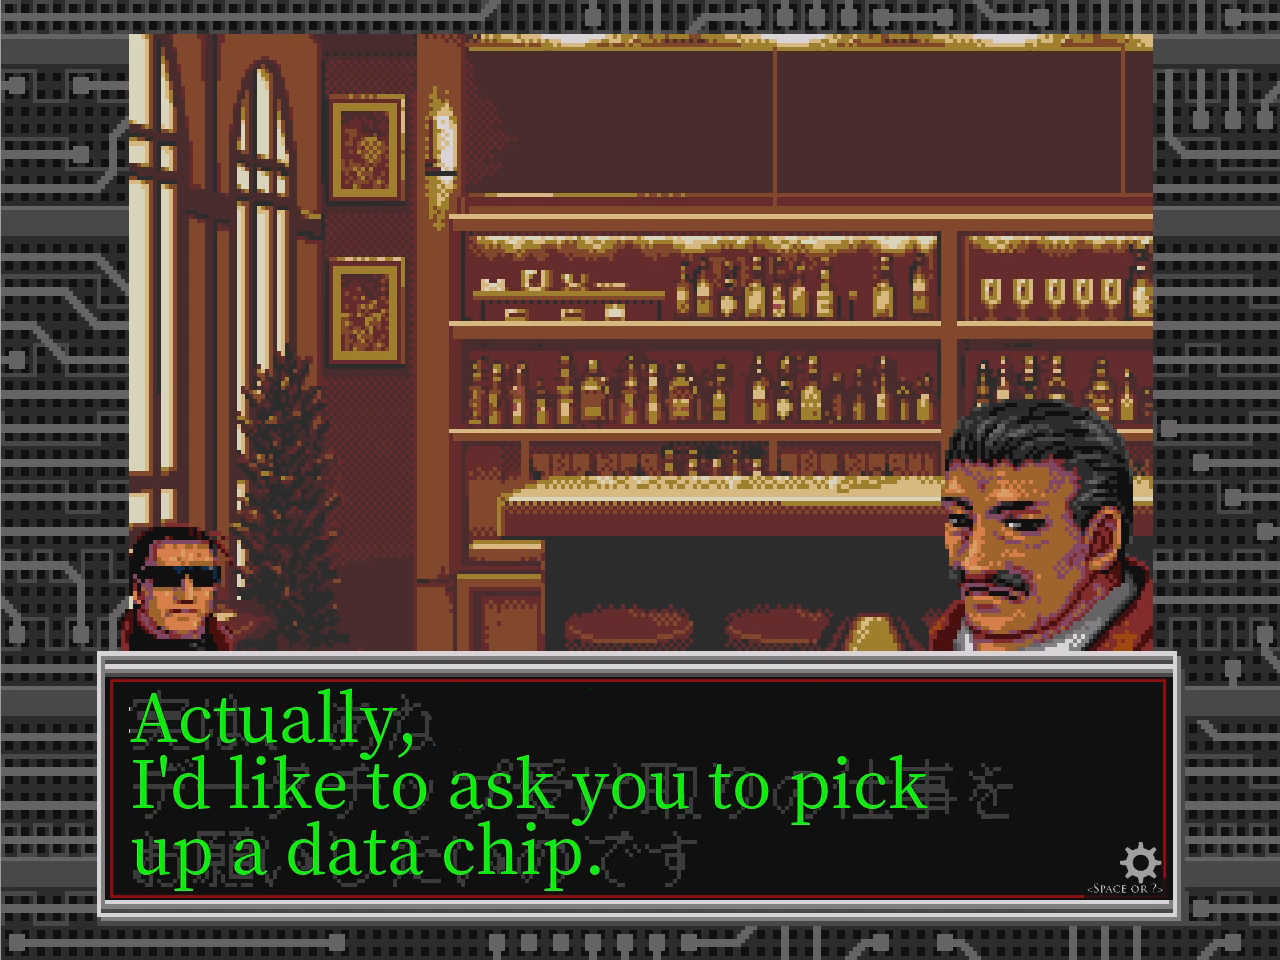 Actually,
I'd like to ask you to pick
up a data chip.
<SPACE OR ?>